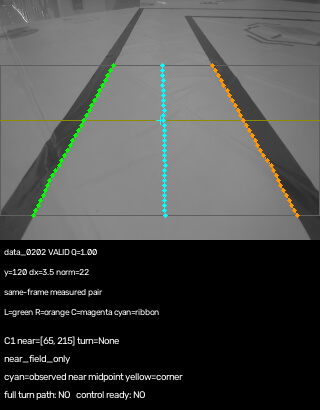 data_0202 VALID Q=1.00
y=120 dx=3.5 norm=22
same-frame measured pair
L=green R=orange C=magenta cyan=ribbon
C1 near=[65, 215] turn=None
near_field_only
cyan=observed near midpoint yellow=corner
full turn path: NO control ready: NO